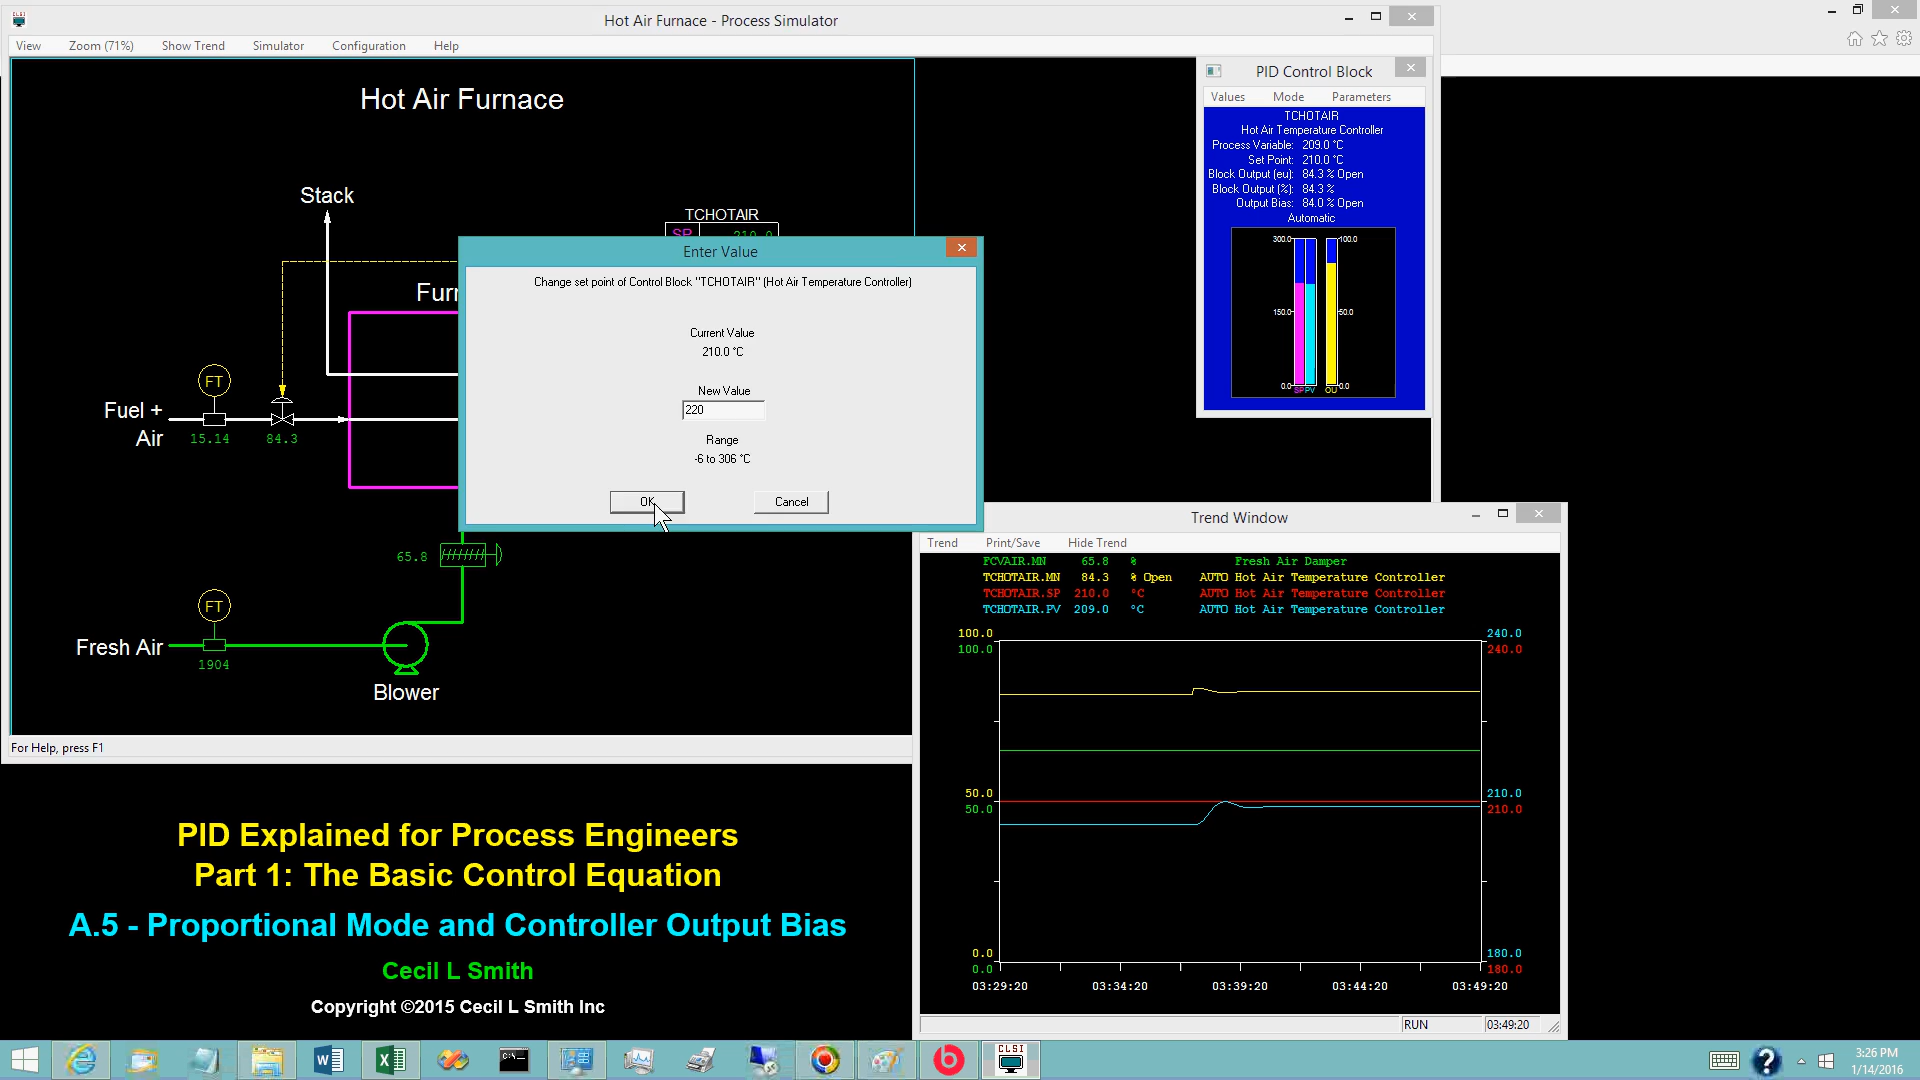 Hot Air Furnace - Process Simulator
View Zoom (71%) Show Trend Simulator Configuration Help
Hot Air Furnace
Stack
TCHOTAIR
SP 210.0
Furn
FT
Fuel +
Air
15.14 84.3
65.8
FT
Fresh Air
1904
Blower
For Help, press F1
Enter Value
Change set point of Control Block "TCHOTAIR" (Hot Air Temperature Controller)
Current Value
210.0 °C
New Value
220
Range
-6 to 306 °C
OK Cancel
PID Control Block
Values Mode Parameters
TCHOTAIR
Hot Air Temperature Controller
Process Variable: 209.0 °C
Set Point: 210.0 °C
Block Output (eu): 84.3 % Open
Block Output (%): 84.3 %
Output Bias: 84.0 % Open
Automatic
300.0 100.0
150.0 50.0
0.0 0.0
SP PV OU
Trend Window
Trend Print/Save Hide Trend
FCVAIR.MN 65.8 % Fresh Air Damper
TCHOTAIR.MN 84.3 % Open AUTO Hot Air Temperature Controller
TCHOTAIR.SP 210.0 °C AUTO Hot Air Temperature Controller
TCHOTAIR.PV 209.0 °C AUTO Hot Air Temperature Controller
100.0 240.0
100.0 240.0
50.0 210.0
50.0 210.0
0.0 180.0
0.0 180.0
03:29:20 03:34:20 03:39:20 03:44:20 03:49:20
RUN 03:49:20
PID Explained for Process Engineers
Part 1: The Basic Control Equation
A.5 - Proportional Mode and Controller Output Bias
Cecil L Smith
Copyright ©2015 Cecil L Smith Inc
CLSI
3:26 PM
1/14/2016